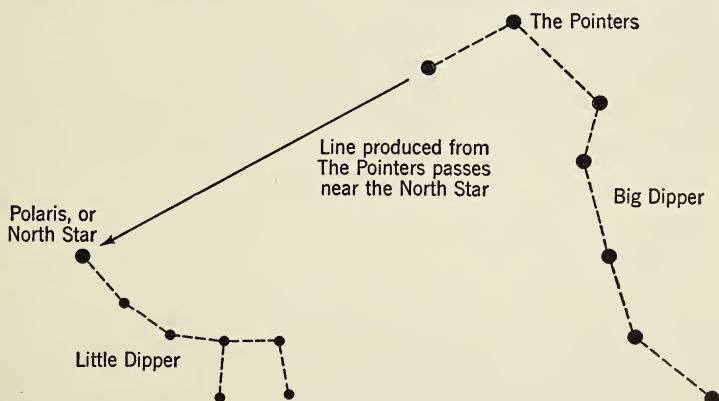 The Pointers
Line produced from
The Pointers passes
near the North Star
Big Dipper
Polaris, or
North Star
Little Dipper